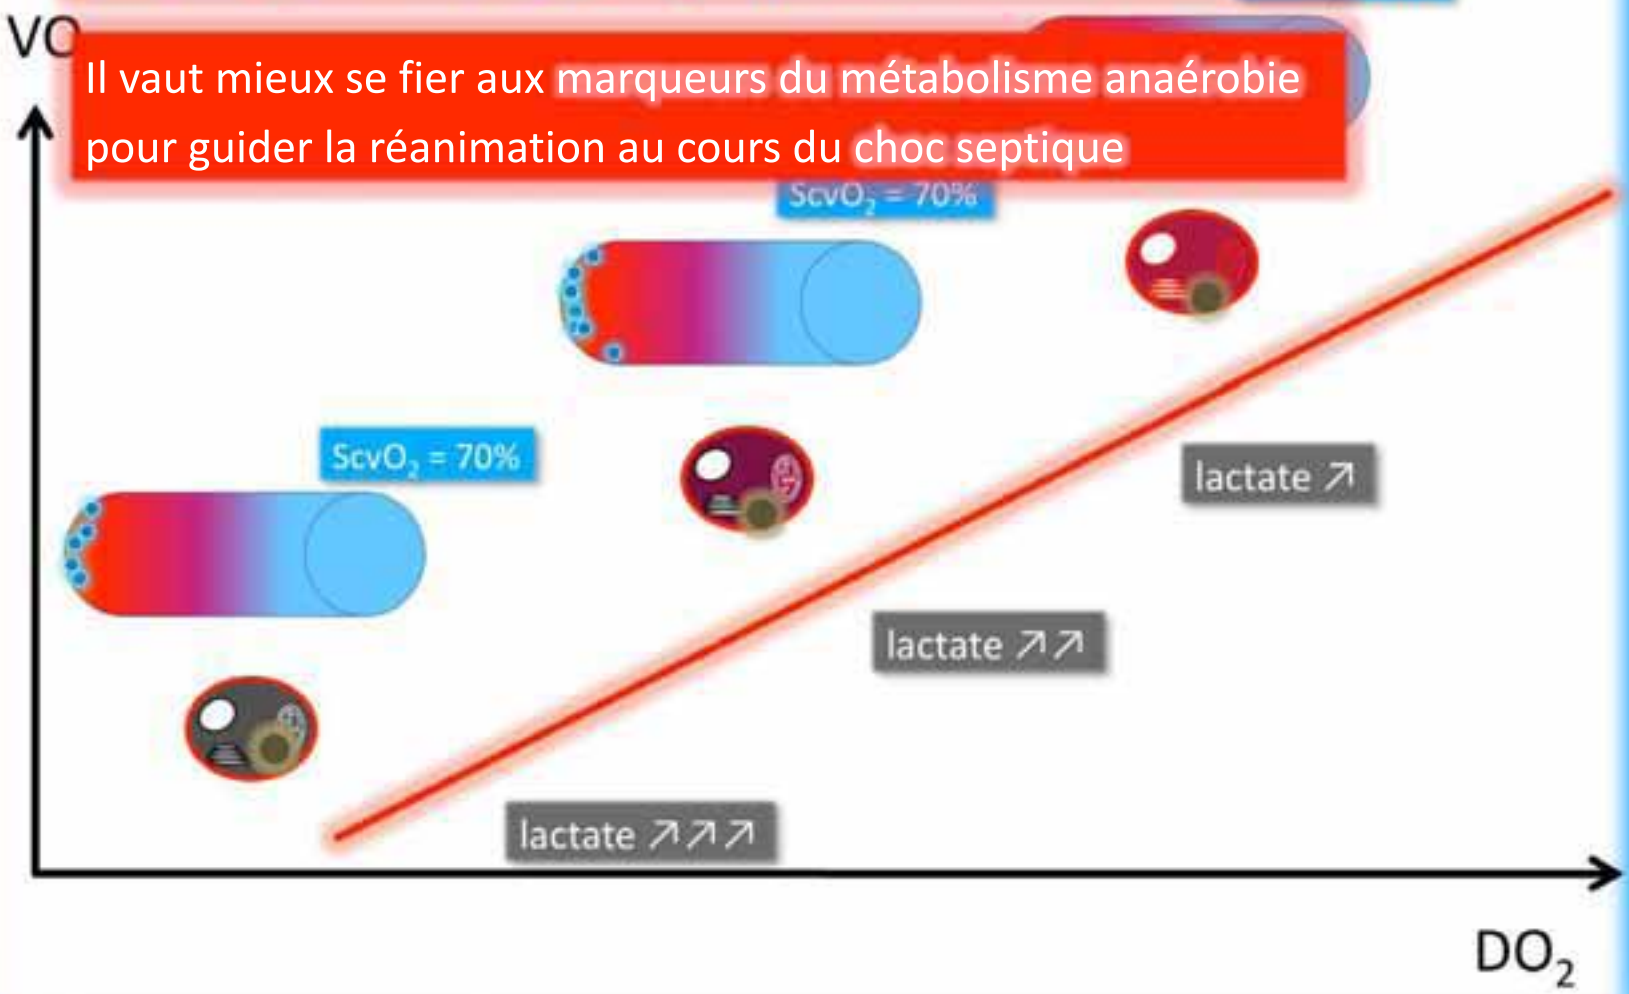 VO
Il vaut mieux se fier aux marqueurs du métabolisme anaérobie
pour guider la réanimation au cours du choc septique
ScvO₂ = 70%
ScvO₂ = 70%
lactate ↗
lactate ↗↗
lactate ↗↗↗
DO₂